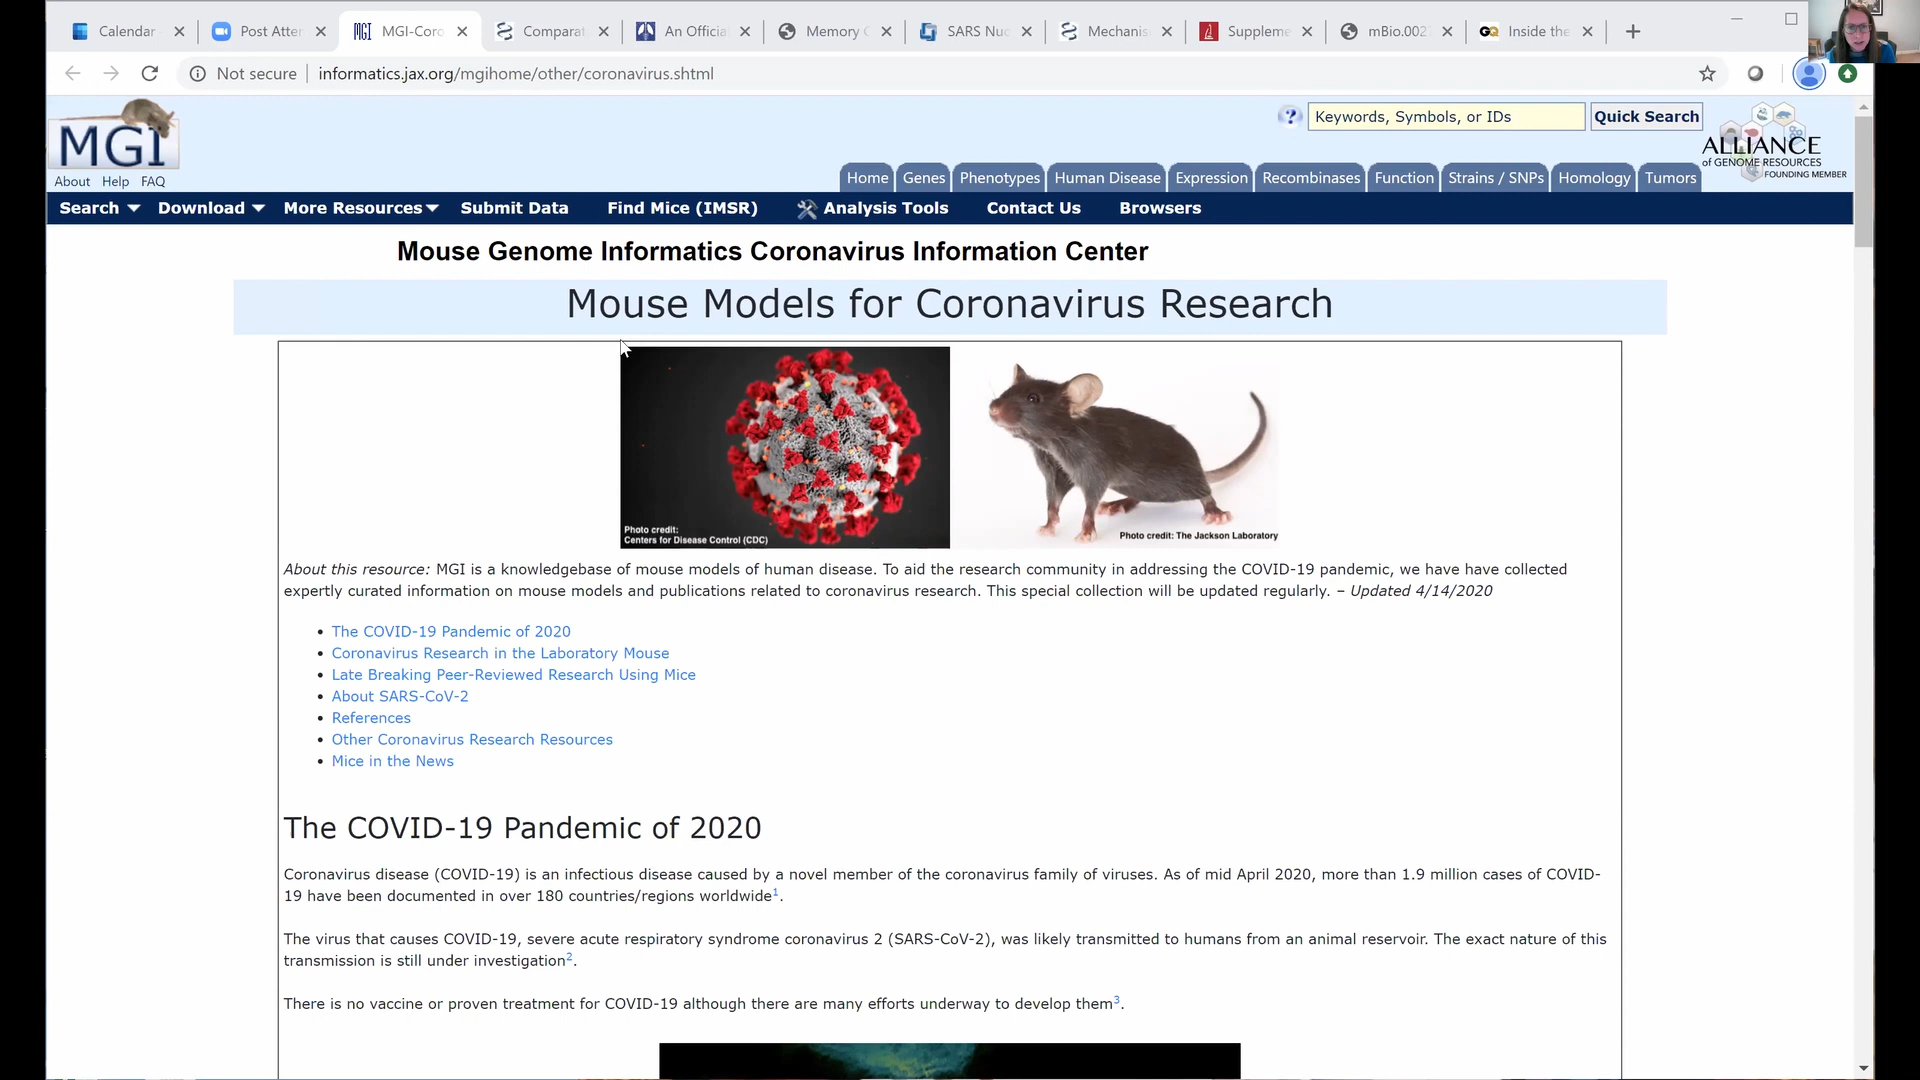 Calendar
Post Atter
MGI-Coro
Comparat
An Officia
Memory C
SARS Nuc
Mechanis
Suppleme
mBio.002
GQ
Inside the
Not secure
informatics.jax.org/mgihome/other/coronavirus.shtml
MGI
About Help FAQ
? Keywords, Symbols, or IDs Quick Search
ALLIANCE
of GENOME RESOURCES
FOUNDING MEMBER
Home Genes Phenotypes Human Disease Expression Recombinases Function Strains / SNPs Homology Tumors
Search Download More Resources Submit Data Find Mice (IMSR) Analysis Tools Contact Us Browsers
Mouse Genome Informatics Coronavirus Information Center
Mouse Models for Coronavirus Research
Photo credit:
Centers for Disease Control (CDC)
Photo credit: The Jackson Laboratory
About this resource: MGI is a knowledgebase of mouse models of human disease. To aid the research community in addressing the COVID-19 pandemic, we have have collected
expertly curated information on mouse models and publications related to coronavirus research. This special collection will be updated regularly. – Updated 4/14/2020
• The COVID-19 Pandemic of 2020
• Coronavirus Research in the Laboratory Mouse
• Late Breaking Peer-Reviewed Research Using Mice
• About SARS-CoV-2
• References
• Other Coronavirus Research Resources
• Mice in the News
The COVID-19 Pandemic of 2020
Coronavirus disease (COVID-19) is an infectious disease caused by a novel member of the coronavirus family of viruses. As of mid April 2020, more than 1.9 million cases of COVID-
19 have been documented in over 180 countries/regions worldwide1.
The virus that causes COVID-19, severe acute respiratory syndrome coronavirus 2 (SARS-CoV-2), was likely transmitted to humans from an animal reservoir. The exact nature of this
transmission is still under investigation2.
There is no vaccine or proven treatment for COVID-19 although there are many efforts underway to develop them3.